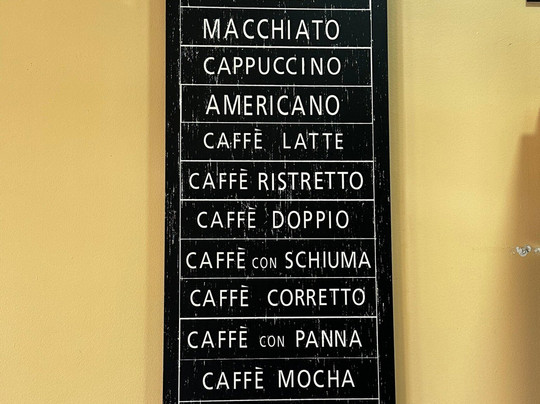 MACCHIATO
CAPPUCCINO
AMERICANO
CAFFÈ LATTE
CAFFÈ RISTRETTO
CAFFÈ DOPPIO
CAFFÈ CON SCHIUMA
CAFFÈ CORRETTO
CAFFÈ CON PANNA
CAFFÈ MOCHA